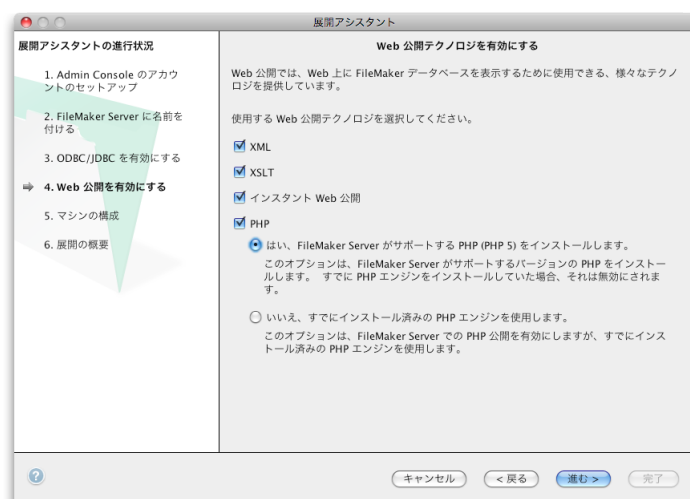 展開アシスタント
展開アシスタントの進行状況
1. Admin Console のアカウ
ントのセットアップ
2. FileMaker Server に名前を
付ける
3. ODBC/JDBC を有効にする
4. Web 公開を有効にする
5. マシンの構成
6. 展開の概要
Web 公開テクノロジを有効にする
Web 公開では、Web 上に FileMaker データベースを表示するために使用できる、様々なテクノ
ロジを提供しています。
使用する Web 公開テクノロジを選択してください。
XML
XSLT
インスタント Web 公開
PHP
はい、FileMaker Server がサポートする PHP (PHP 5) をインストールします。
このオプションは、FileMaker Server がサポートするバージョンの PHP をインストー
ルします。 すでに PHP エンジンをインストールしていた場合、それは無効にされま
す。
いいえ、すでにインストール済みの PHP エンジンを使用します。
このオプションは、FileMaker Server での PHP 公開を有効にしますが、すでにインス
トール済みの PHP エンジンを使用します。
?
キャンセル
< 戻る
進む >
完了